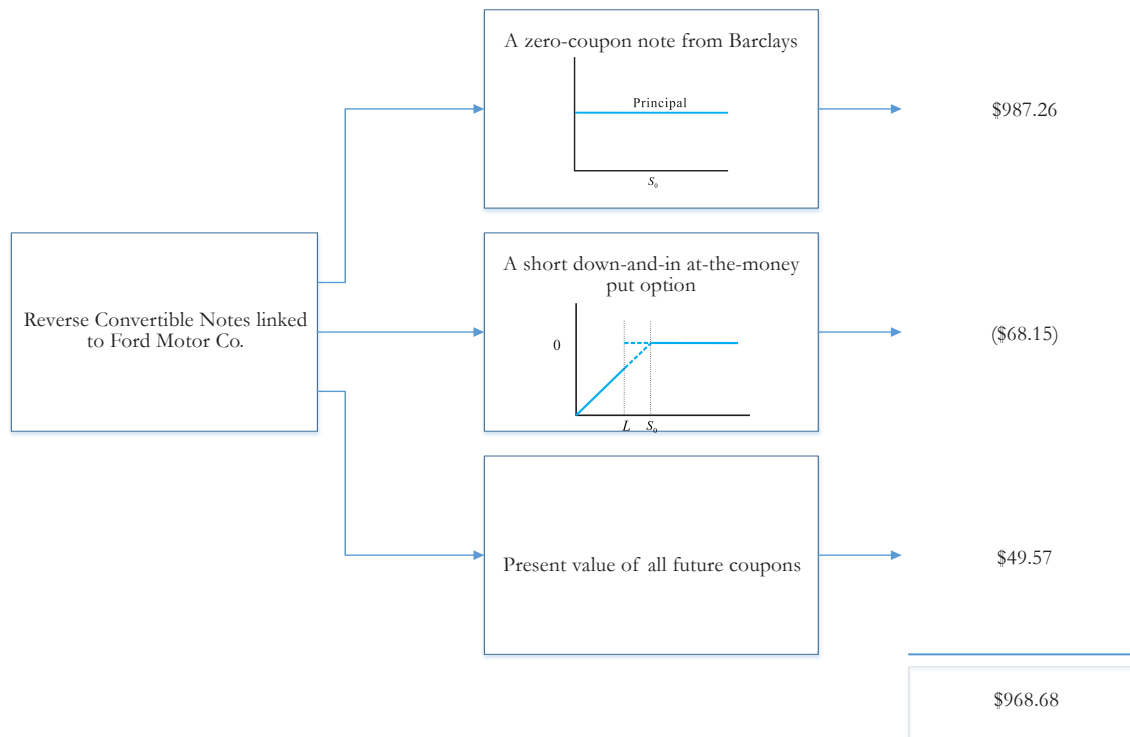 A zero-coupon note from Barclays
Principal
S₀
$987.26
Reverse Convertible Notes linked
to Ford Motor Co.
A short down-and-in at-the-money
put option
0
L S₀
($68.15)
Present value of all future coupons
$49.57
$968.68